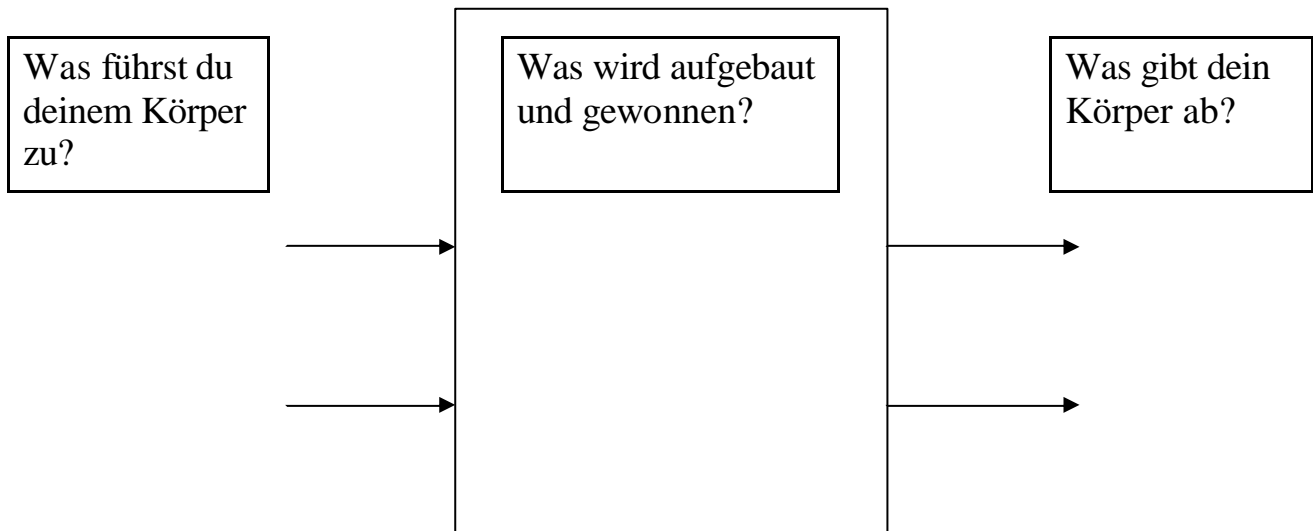 Was führst du
deinem Körper
zu?
Was wird aufgebaut
und gewonnen?
Was gibt dein
Körper ab?